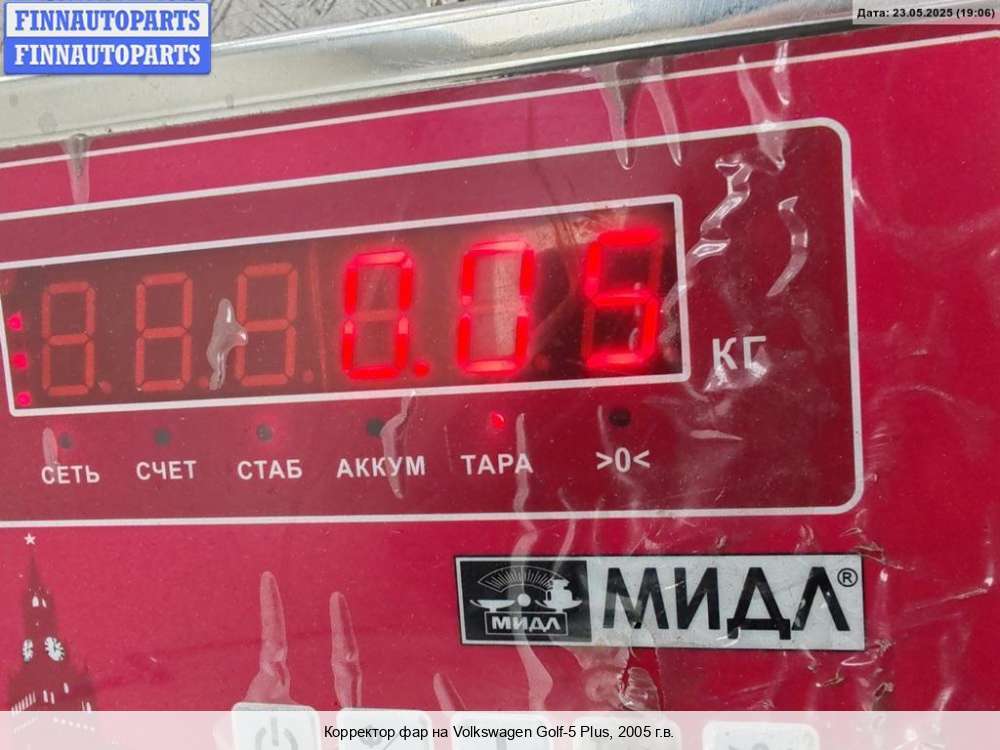 FINNAUTOPARTS
FINNAUTOPARTS
Дата: 23.05.2025 (19:06)
0.05
КГ
СЕТЬ СЧЕТ СТАБ АККУМ ТАРА >0<
МИДЛ МИДЛ®
Корректор фар на Volkswagen Golf-5 Plus, 2005 г.в.